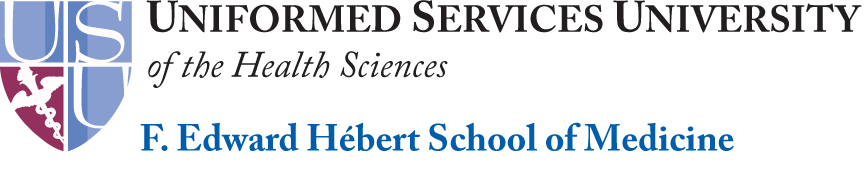 USU
UNIFORMED SERVICES UNIVERSITY
of the Health Sciences
F. Edward Hébert School of Medicine